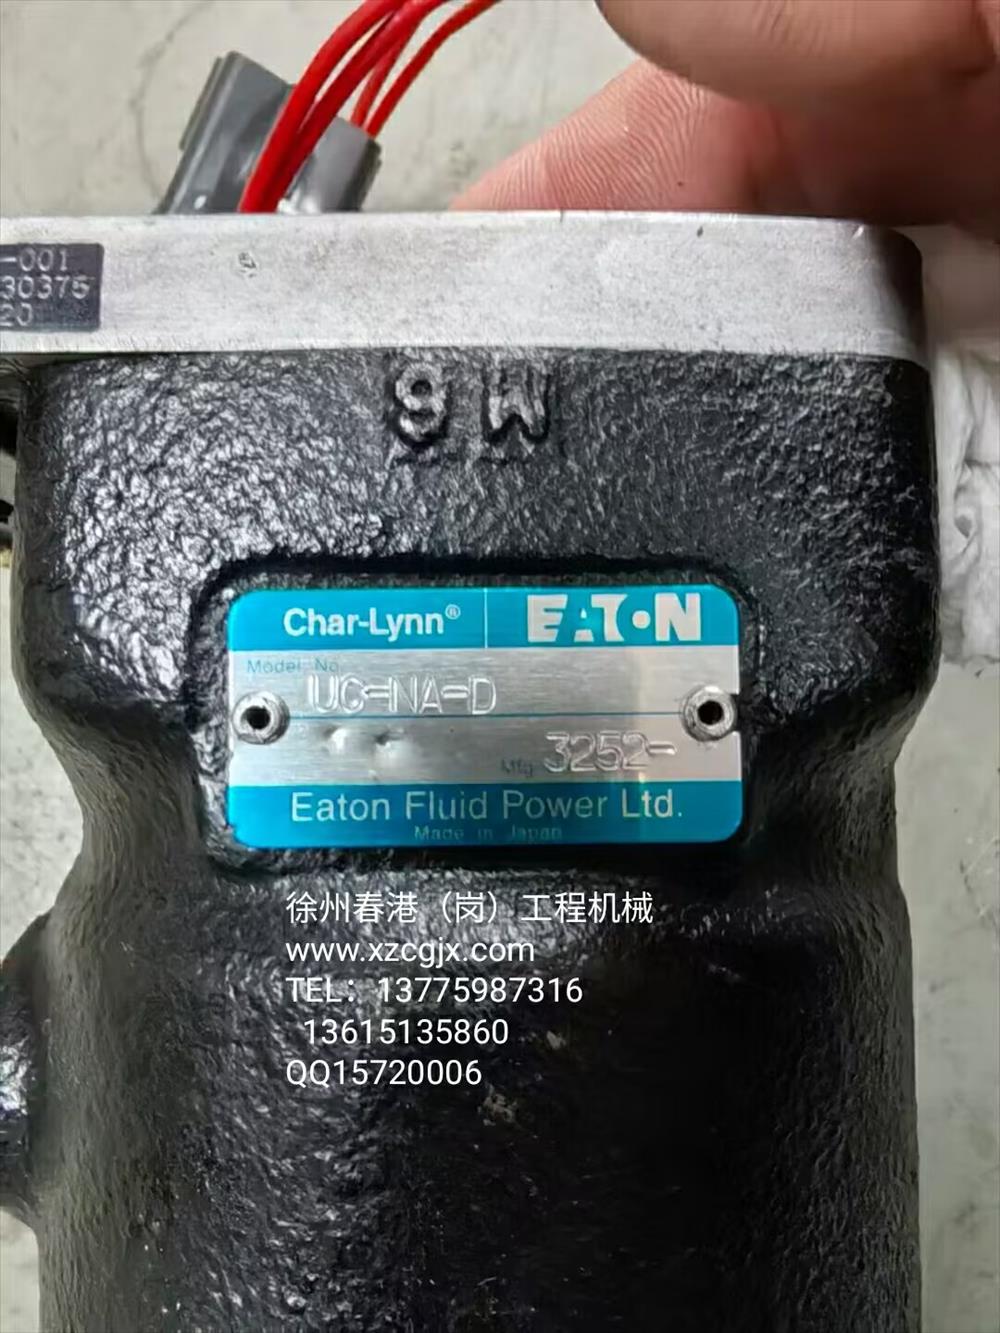 -001
30375
20
9 W
Char-Lynn® EATON
Model No.
UC-NA-D
Mfg 3252-
Eaton Fluid Power Ltd.
Made in Japan
徐州春港（岗）工程机械
www.xzcgjx.com
TEL：13775987316
13615135860
QQ15720006